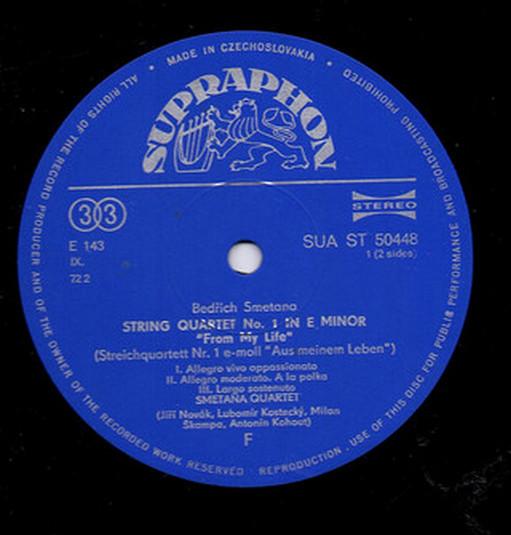 ALL RIGHTS OF THE RECORD PRODUCER AND OF THE OWNER OF THE RECORDED WORK RESERVED · REPRODUCTION, USE OF THIS DISC FOR PUBLIC PERFORMANCE AND BROADCASTING PROHIBITED
• MADE IN CZECHOSLOVAKIA •
SUPRAPHON
33
STEREO
E 143
SUA ST 50448
IX.
1 (2 sides)
72 2
Bedřich Smetana
STRING QUARTET No. 1 IN E MINOR
"From My Life"
(Streichquartett Nr. 1 e-moll "Aus meinem Leben")
I. Allegro vivo appassionato
II. Allegro moderato. A la polka
III. Largo sostenuto
SMETANA QUARTET
(Jiří Novák, Lubomír Kostecký, Milan
Škampa, Antonín Kohout)
F